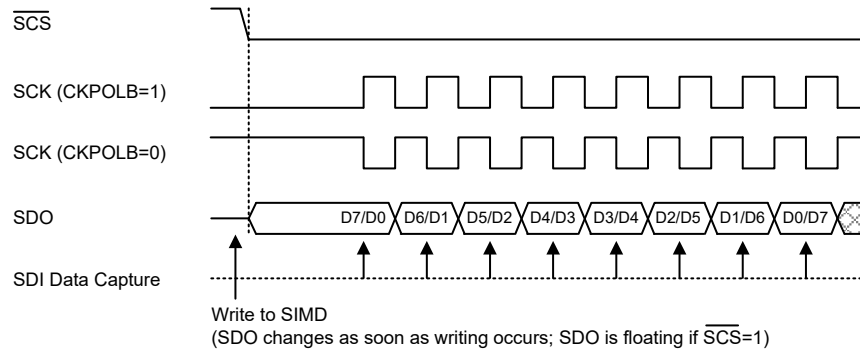 SCS
SCK (CKPOLB=1)
SCK (CKPOLB=0)
SDO
D7/D0 D6/D1 D5/D2 D4/D3 D3/D4 D2/D5 D1/D6 D0/D7
SDI Data Capture
Write to SIMD
(SDO changes as soon as writing occurs; SDO is floating if SCS=1)